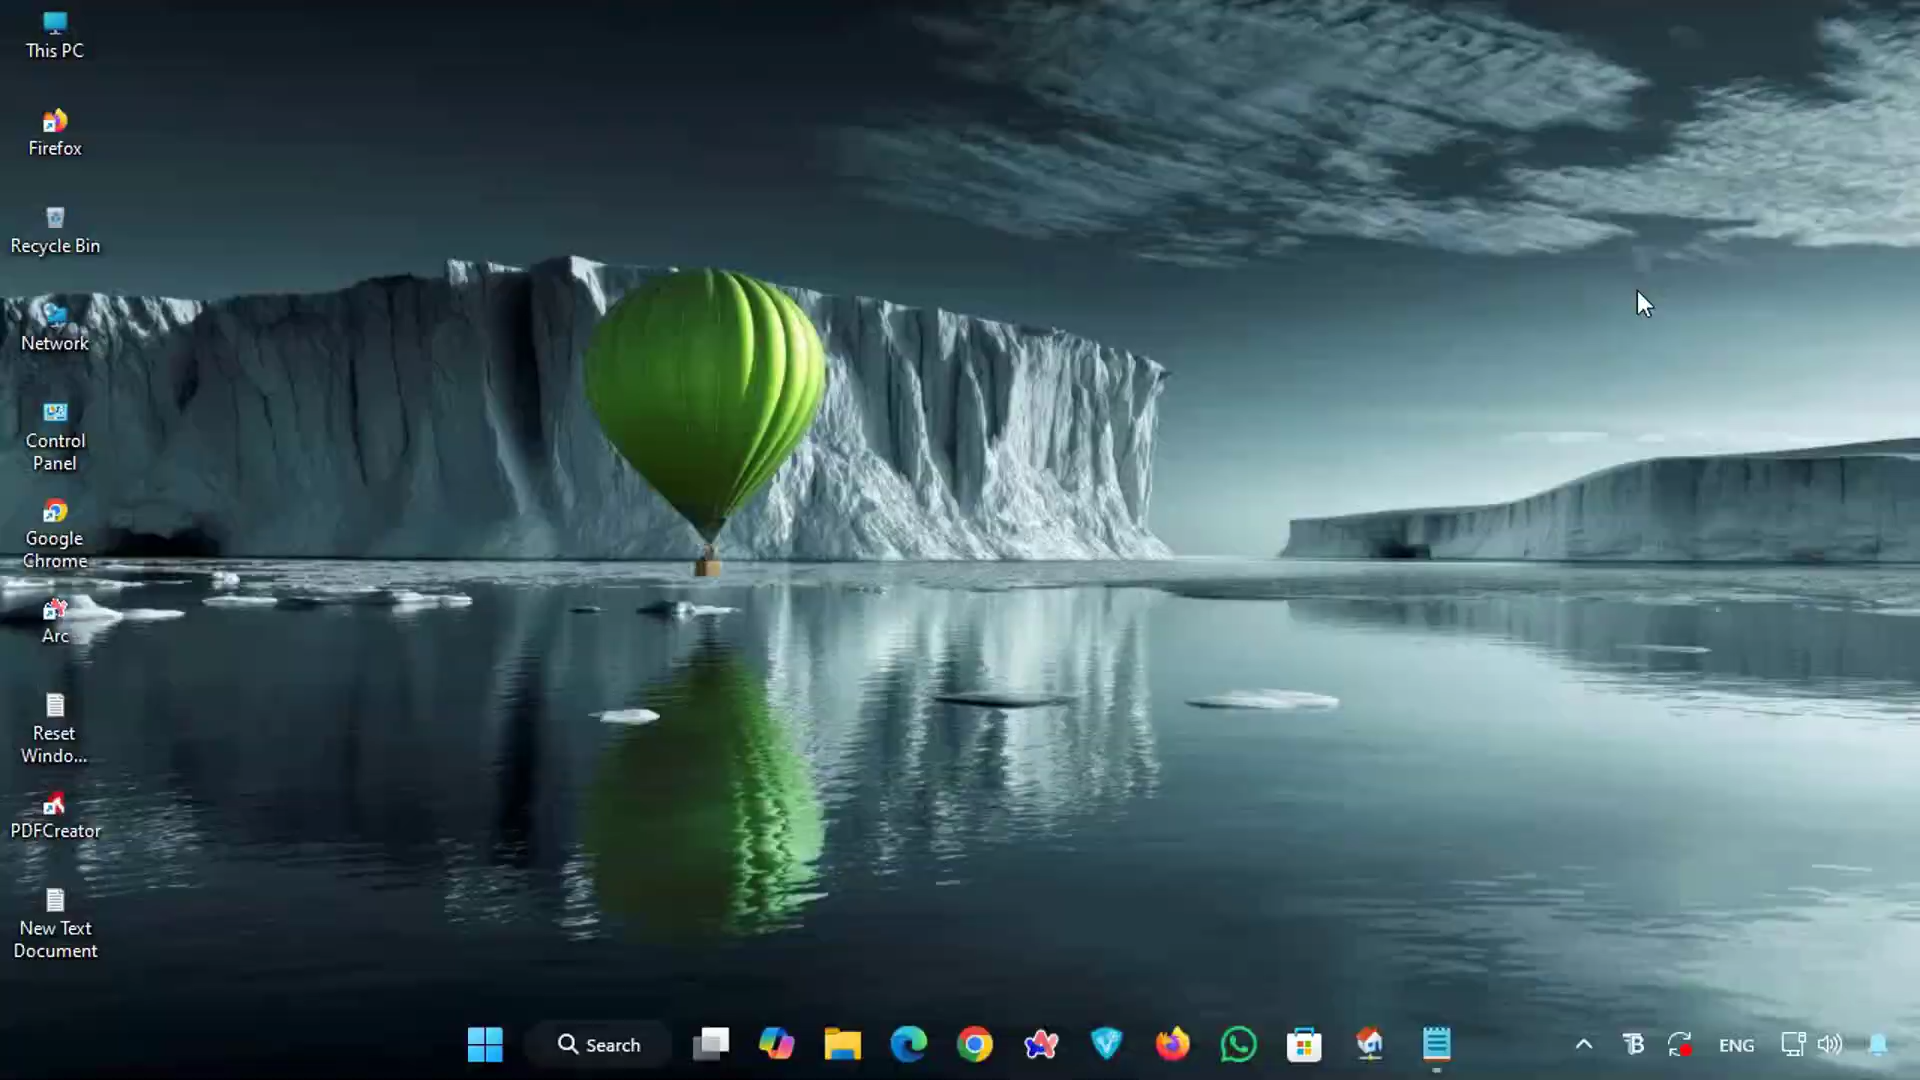 This PC
Firefox
Recycle Bin
Network
Control
Panel
Google
Chrome
Arc
Reset
Windo...
PDFCreator
New Text
Document
Search
ENG